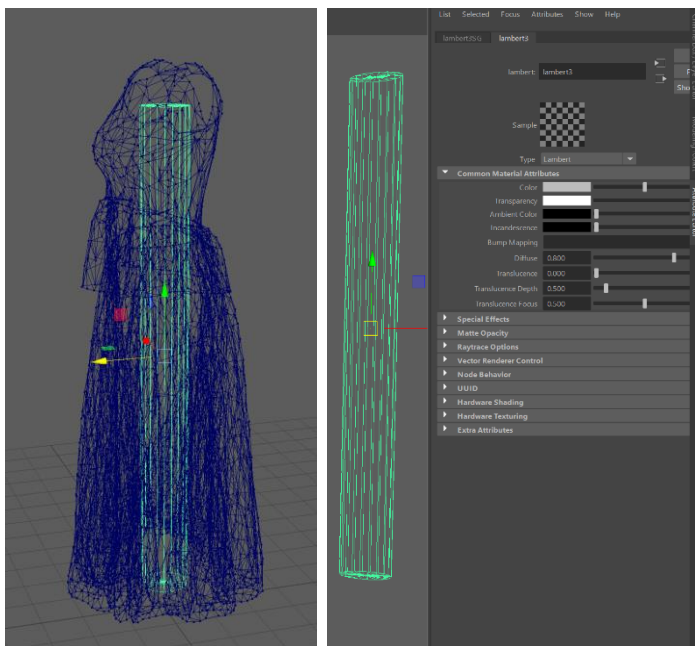 List Selected Focus Attributes Show Help
lambert3SG lambert3
lambert: lambert3
Sample
Type Lambert
Common Material Attributes
Color
Transparency
Ambient Color
Incandescence
Bump Mapping
Diffuse 0.800
Translucence 0.000
Translucence Depth 0.500
Translucence Focus 0.500
Special Effects
Matte Opacity
Raytrace Options
Vector Renderer Control
Node Behavior
UUID
Hardware Shading
Hardware Texturing
Extra Attributes